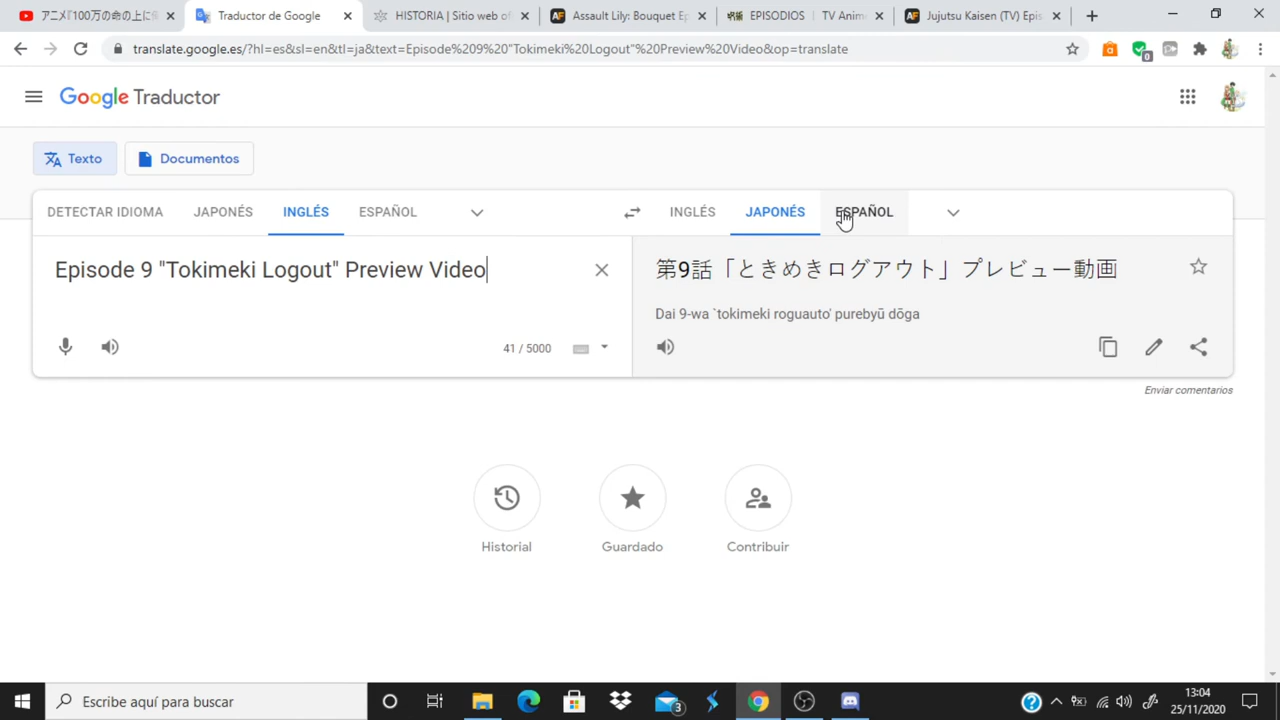 アニメ『100万の命の上に
Traductor de Google
HISTORIA | Sitio web of
Assault Lily: Bouquet Ep
EPISODIOS | TV Anim
Jujutsu Kaisen (TV) Epis
translate.google.es/?hl=es&sl=en&tl=ja&text=Episode%209%20"Tokimeki%20Logout"%20Preview%20Video&op=translate
Google Traductor
Texto
Documentos
DETECTAR IDIOMA JAPONÉS INGLÉS ESPAÑOL
INGLÉS JAPONÉS ESPAÑOL
Episode 9 "Tokimeki Logout" Preview Video
第9話「ときめきログアウト」プレビュー動画
Dai 9-wa `tokimeki roguauto' purebyū dōga
41 / 5000
Enviar comentarios
Historial
Guardado
Contribuir
Escribe aquí para buscar
3
13:04
25/11/2020